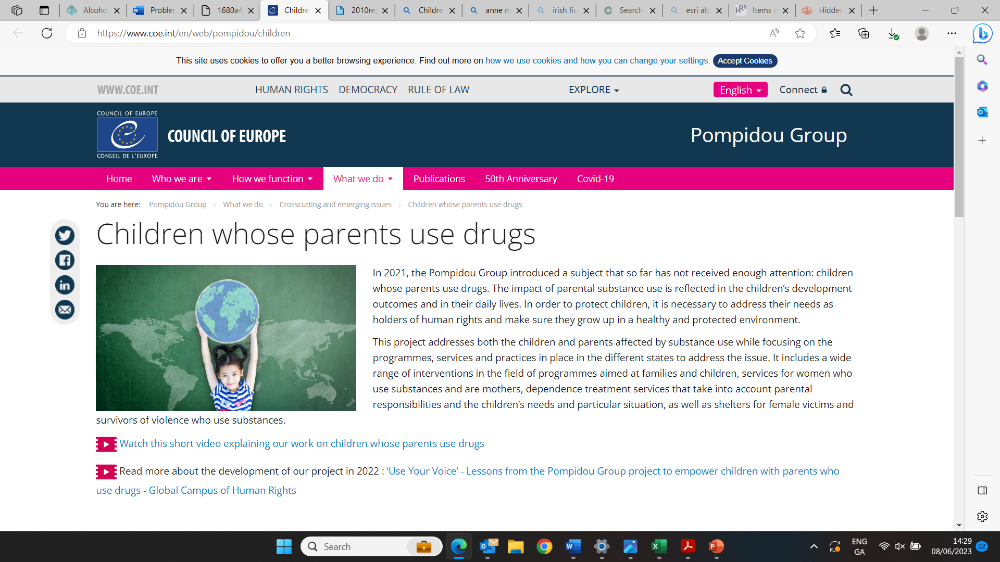 Alcoho
Probler
1680a4
Childre
2010re
Childre
anne m
irish fis
Search
esri alc
Items v
Hidder
https://www.coe.int/en/web/pompidou/children
This site uses cookies to offer you a better browsing experience. Find out more on how we use cookies and how you can change your settings. Accept Cookies
WWW.COE.INT HUMAN RIGHTS DEMOCRACY RULE OF LAW EXPLORE English Connect
COUNCIL OF EUROPE
COUNCIL OF EUROPE
CONSEIL DE L'EUROPE
Pompidou Group
Home Who we are How we function What we do Publications 50th Anniversary Covid-19
You are here: Pompidou Group › What we do › Crosscutting and emerging issues › Children whose parents use drugs
Children whose parents use drugs
In 2021, the Pompidou Group introduced a subject that so far has not received enough attention: children
whose parents use drugs. The impact of parental substance use is reflected in the children’s development
outcomes and in their daily lives. In order to protect children, it is necessary to address their needs as
holders of human rights and make sure they grow up in a healthy and protected environment.
This project addresses both the children and parents affected by substance use while focusing on the
programmes, services and practices in place in the different states to address the issue. It includes a wide
range of interventions in the field of programmes aimed at families and children, services for women who
use substances and are mothers, dependence treatment services that take into account parental
responsibilities and the children’s needs and particular situation, as well as shelters for female victims and
survivors of violence who use substances.
Watch this short video explaining our work on children whose parents use drugs
Read more about the development of our project in 2022 : ‘Use Your Voice’ - Lessons from the Pompidou Group project to empower children with parents who
use drugs - Global Campus of Human Rights
Search
ENG
GA
14:29
08/06/2023
22